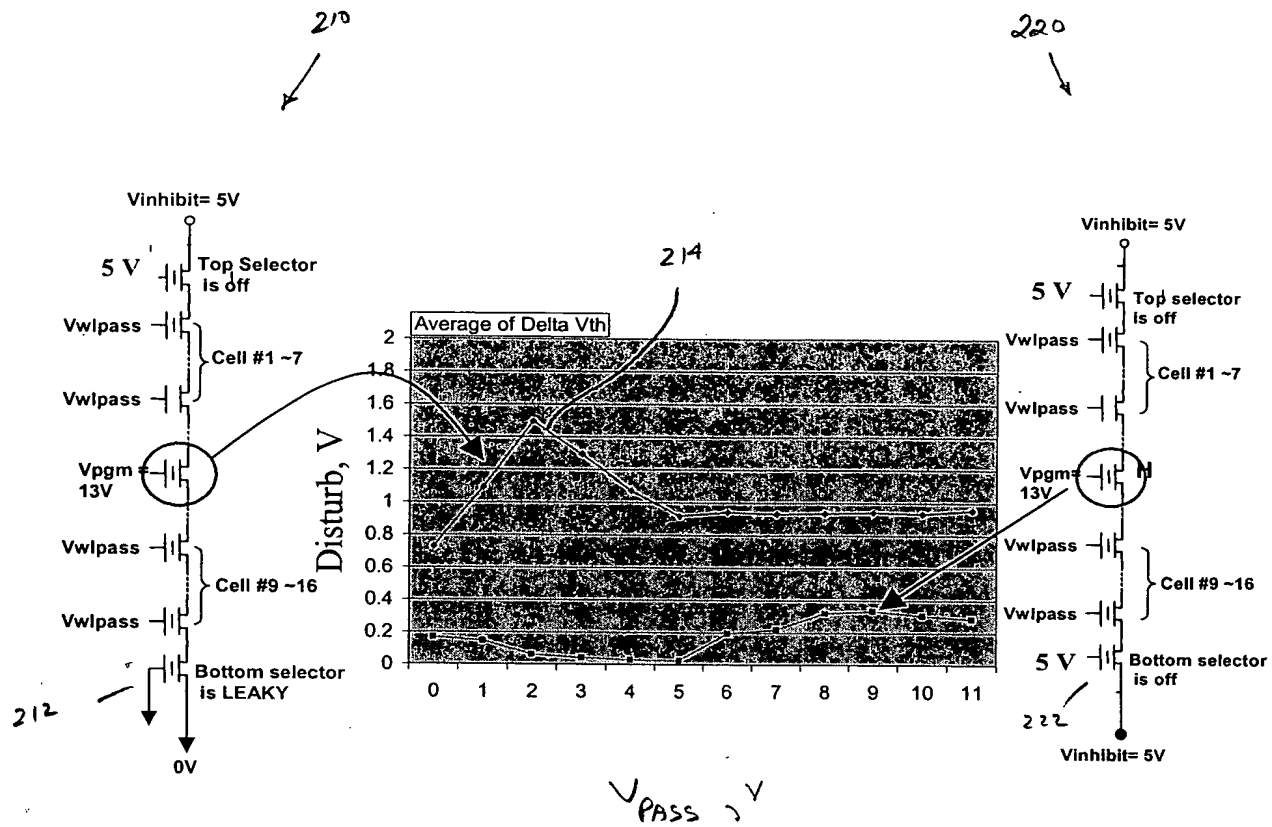 210
220
Vinhibit= 5V
5 V
Top Selector
is off
Vwlpass
Cell #1 ~7
Vwlpass
Vpgm =
13V
Vwlpass
Cell #9 ~16
Vwlpass
Bottom selector
is LEAKY
212
0V
214
Average of Delta Vth
Disturb, V
2
1.8
1.6
1.4
1.2
1
0.8
0.6
0.4
0.2
0
0 1 2 3 4 5 6 7 8 9 10 11
VPASS, V
Vinhibit= 5V
5 V
Top selector
is off
Vwlpass
Cell #1 ~7
Vwlpass
Vpgm=
13V
Vwlpass
Cell #9 ~16
Vwlpass
5 V
Bottom selector
is off
222
Vinhibit= 5V